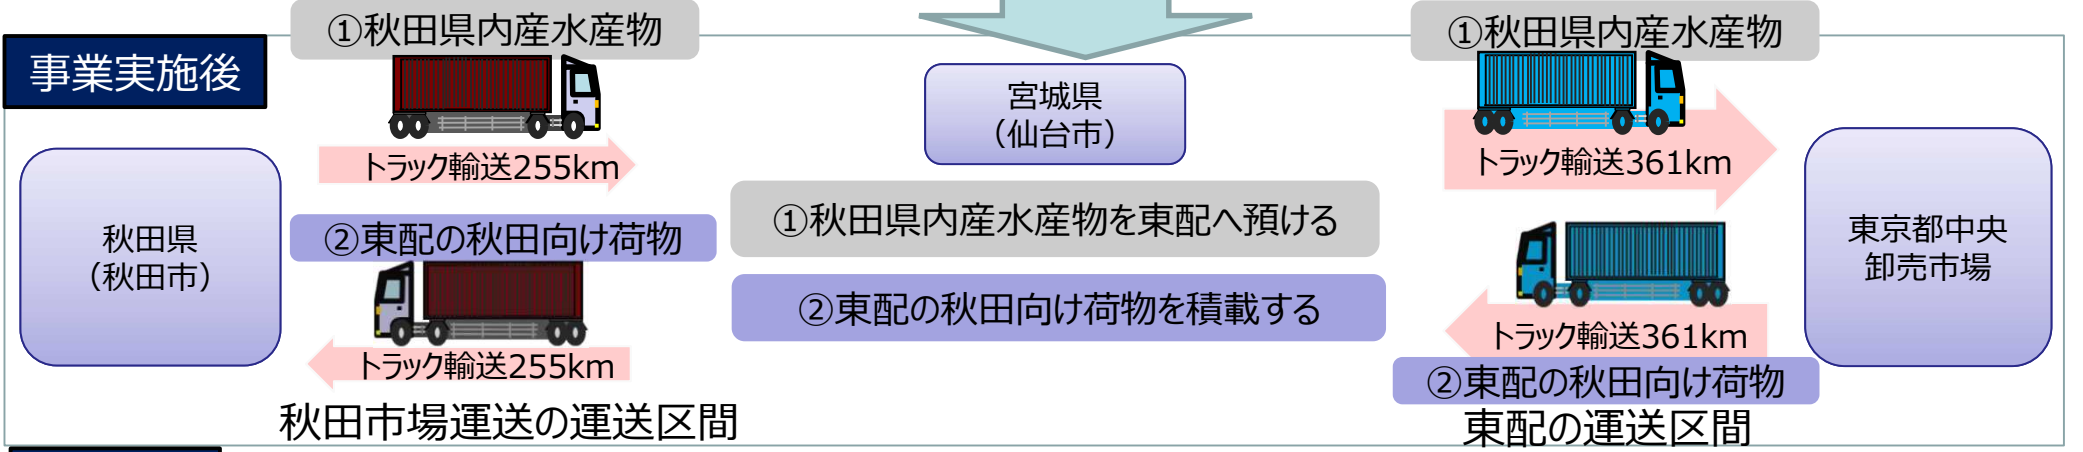 事業実施後
①秋田県内産水産物
トラック輸送255km
秋田県
（秋田市）
②東配の秋田向け荷物
トラック輸送255km
秋田市場運送の運送区間
宮城県
（仙台市）
①秋田県内産水産物を東配へ預ける
②東配の秋田向け荷物を積載する
①秋田県内産水産物
トラック輸送361km
東京都中央
卸売市場
トラック輸送361km
②東配の秋田向け荷物
東配の運送区間